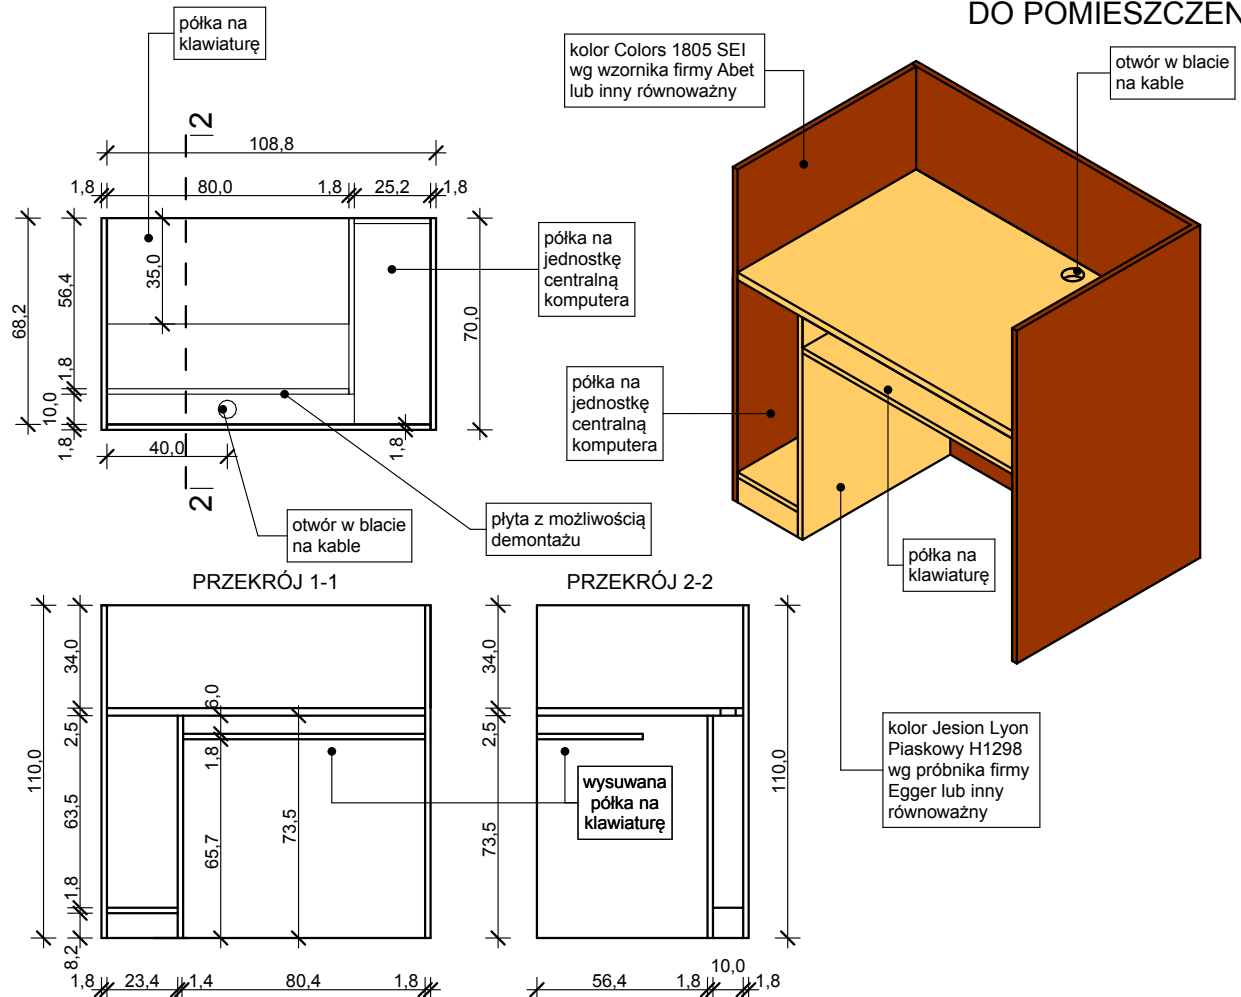 DO POMIESZCZEN
półka na
klawiaturę
kolor Colors 1805 SEI
wg wzornika firmy Abet
lub inny równoważny
otwór w blacie
na kable
2
108,8
1,8
80,0
1,8
25,2
1,8
68,2
56,4
1,8
10,0
1,8
35,0
70,0
1,8
40,0
2
półka na
jednostkę
centralną
komputera
półka na
jednostkę
centralną
komputera
otwór w blacie
na kable
płyta z możliwością
demontażu
półka na
klawiaturę
PRZEKRÓJ 1-1
110,0
34,0
2,5
63,5
1,8
8,2
6,0
1,8
65,7
73,5
1,8
23,4
1,4
80,4
1,8
wysuwana
półka na
klawiaturę
PRZEKRÓJ 2-2
34,0
2,5
73,5
110,0
56,4
1,8
10,0
1,8
kolor Jesion Lyon
Piaskowy H1298
wg próbnika firmy
Egger lub inny
równoważny